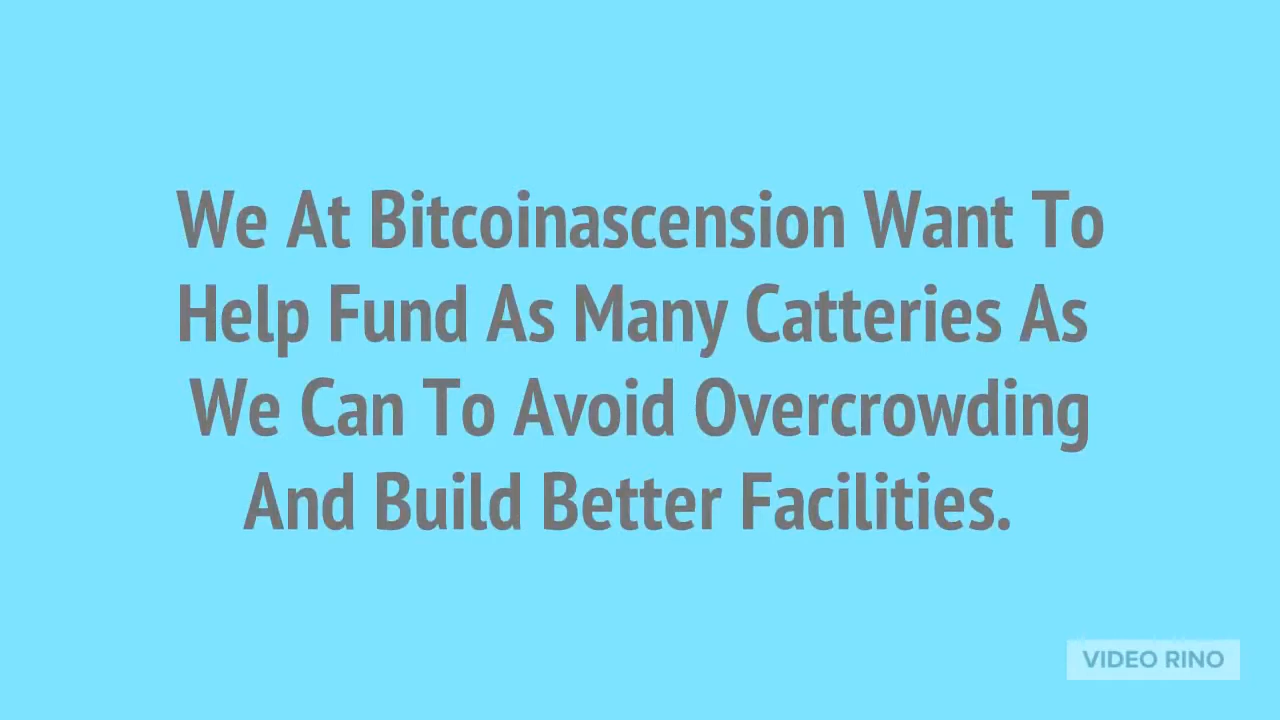 We At Bitcoinascension Want To
Help Fund As Many Catteries As
We Can To Avoid Overcrowding
And Build Better Facilities.
VIDEO RINO